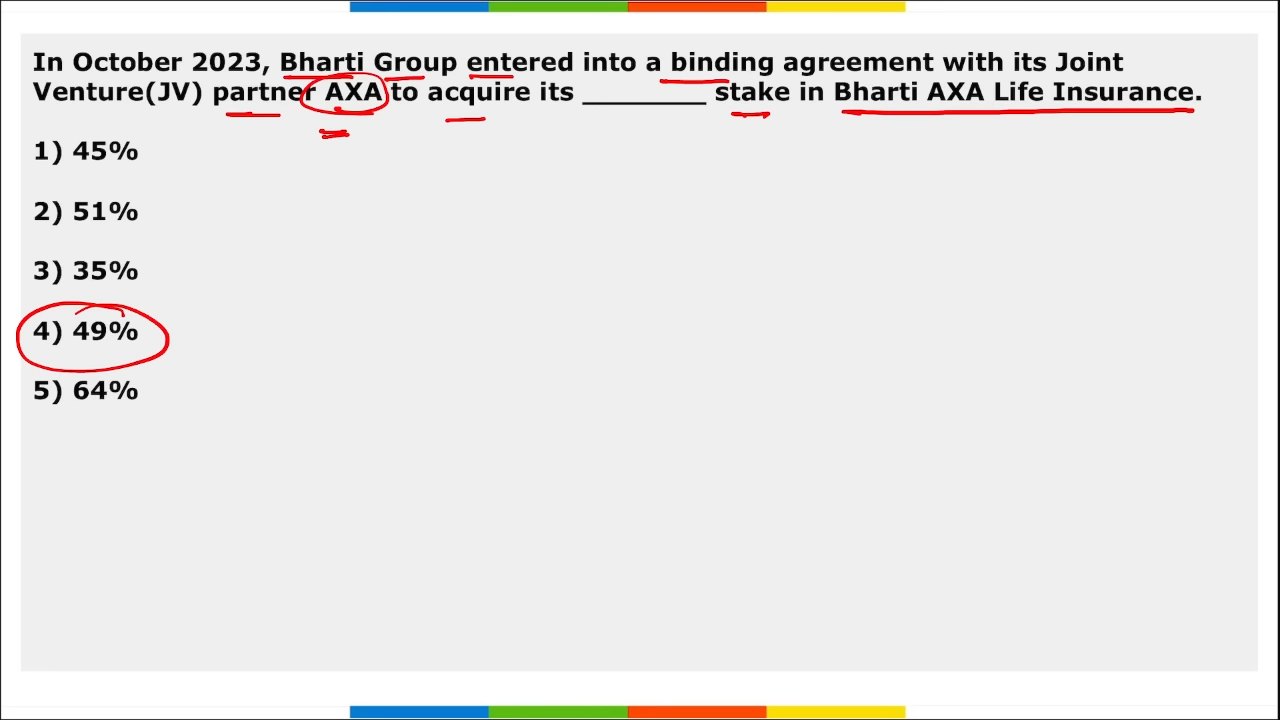 In October 2023, Bharti Group entered into a binding agreement with its Joint
Venture(JV) partner AXA to acquire its _________ stake in Bharti AXA Life Insurance.
1) 45%
2) 51%
3) 35%
4) 49%
5) 64%